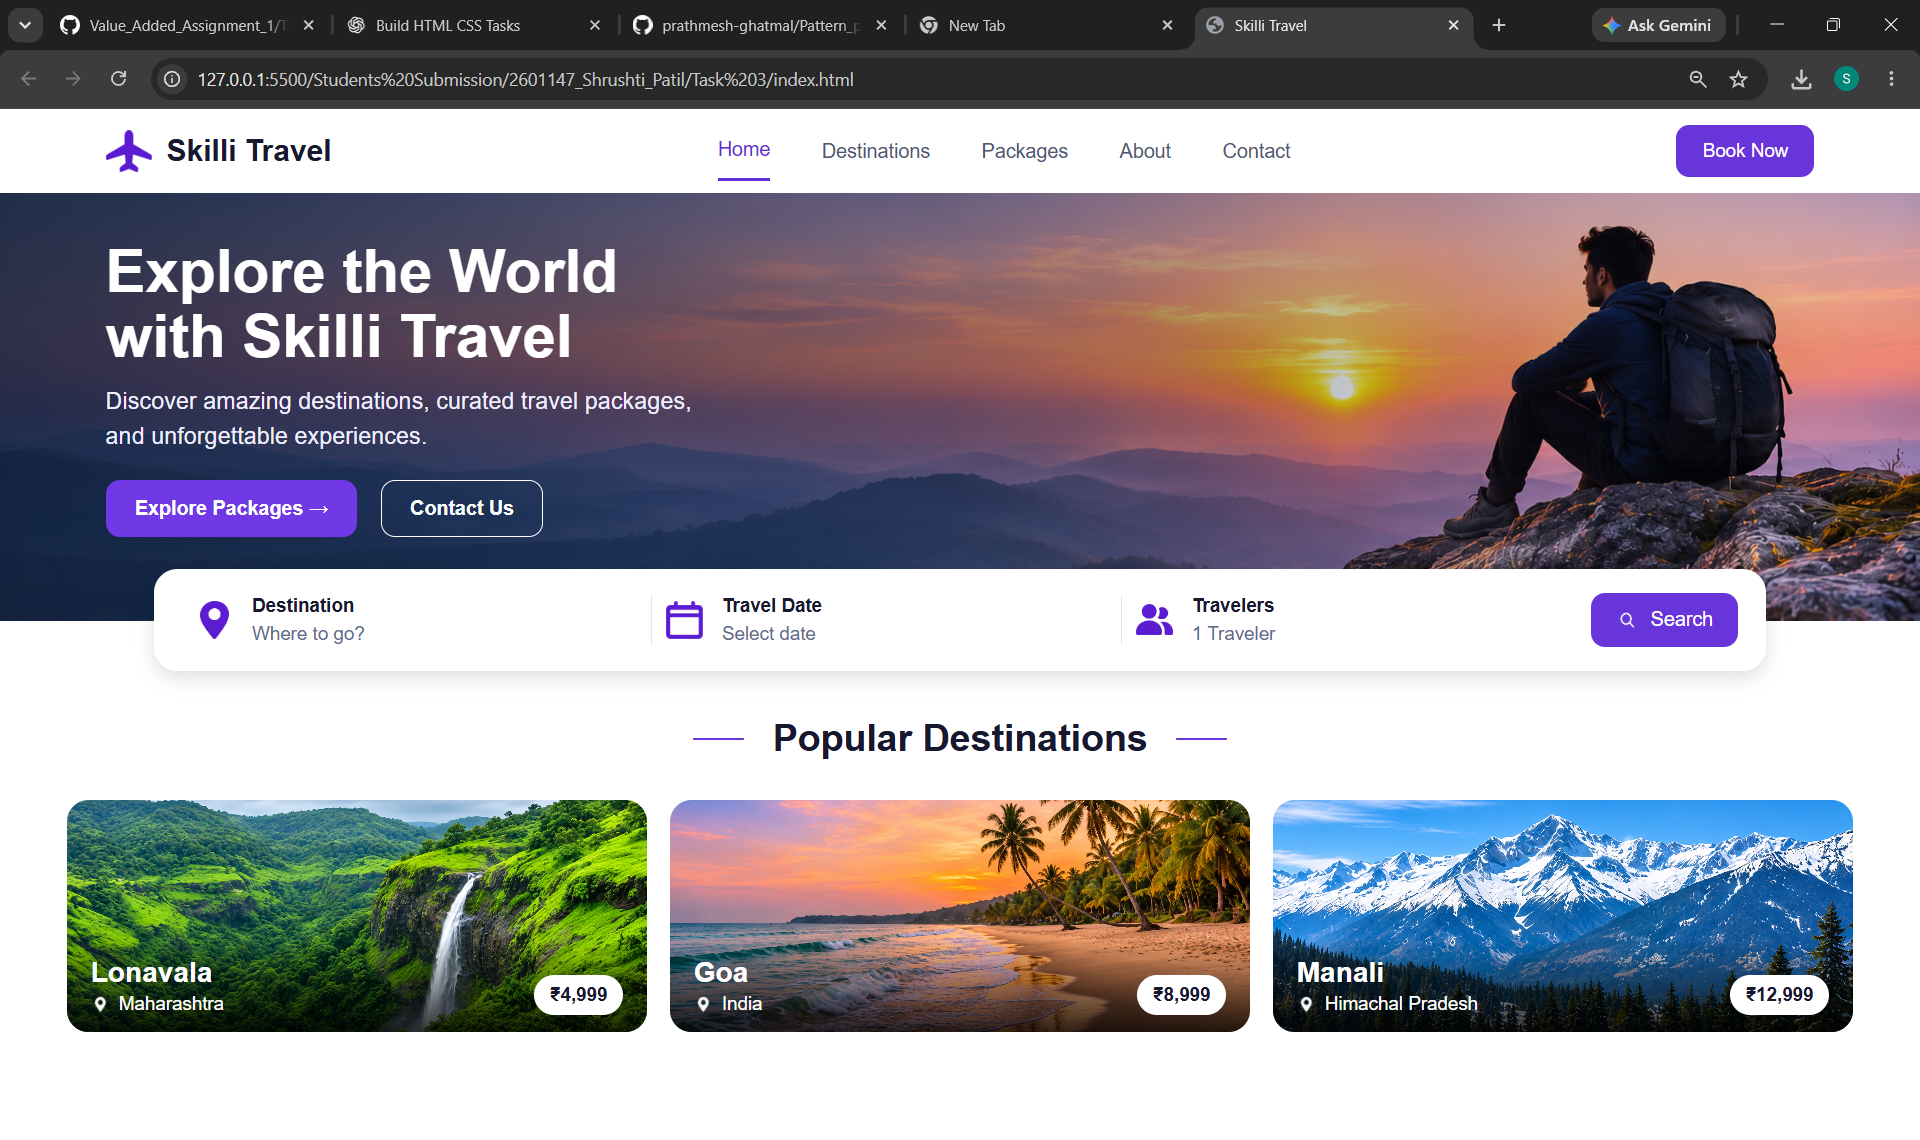 Value_Added_Assignment_1/T
Build HTML CSS Tasks
prathmesh-ghatmal/Pattern_p
New Tab
Skilli Travel
Ask Gemini
127.0.0.1:5500/Students%20Submission/2601147_Shrushti_Patil/Task%203/index.html
S
Skilli Travel
Home
Destinations
Packages
About
Contact
Book Now
Explore the World
with Skilli Travel
Discover amazing destinations, curated travel packages,
and unforgettable experiences.
Explore Packages →
Contact Us
Destination
Where to go?
Travel Date
Select date
Travelers
1 Traveler
Search
Popular Destinations
Lonavala
Maharashtra
₹4,999
Goa
India
₹8,999
Manali
Himachal Pradesh
₹12,999